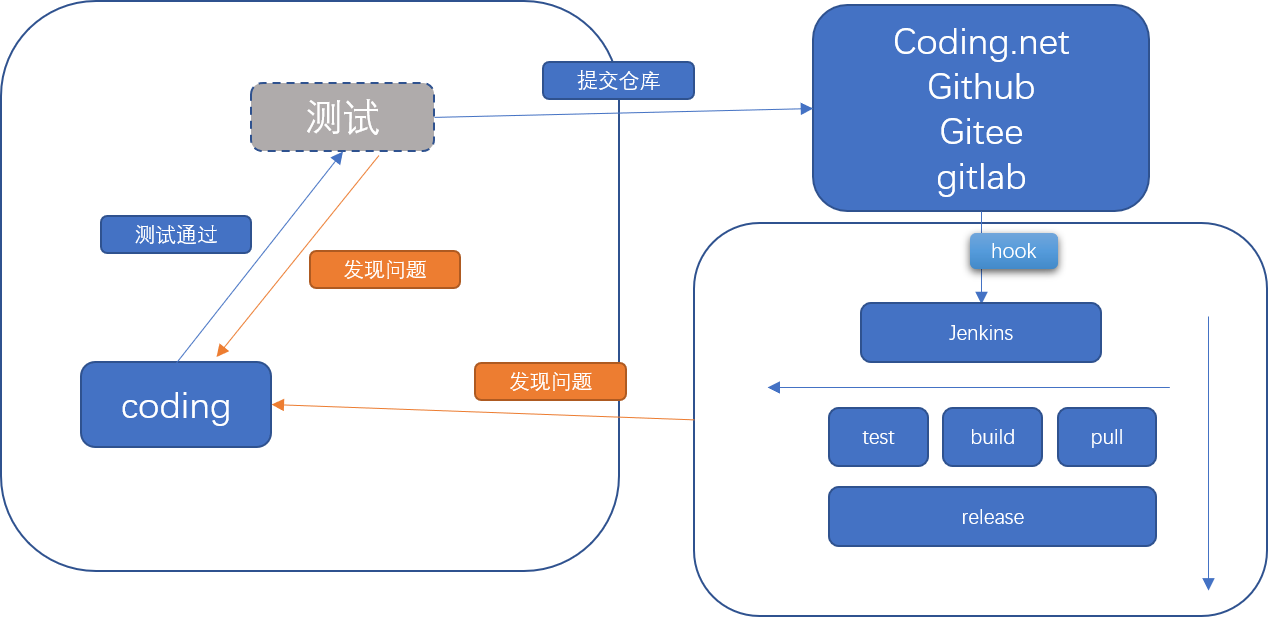 测试
提交仓库
Coding.net
Github
Gitee
gitlab
测试通过
发现问题
hook
Jenkins
发现问题
coding
test
build
pull
release